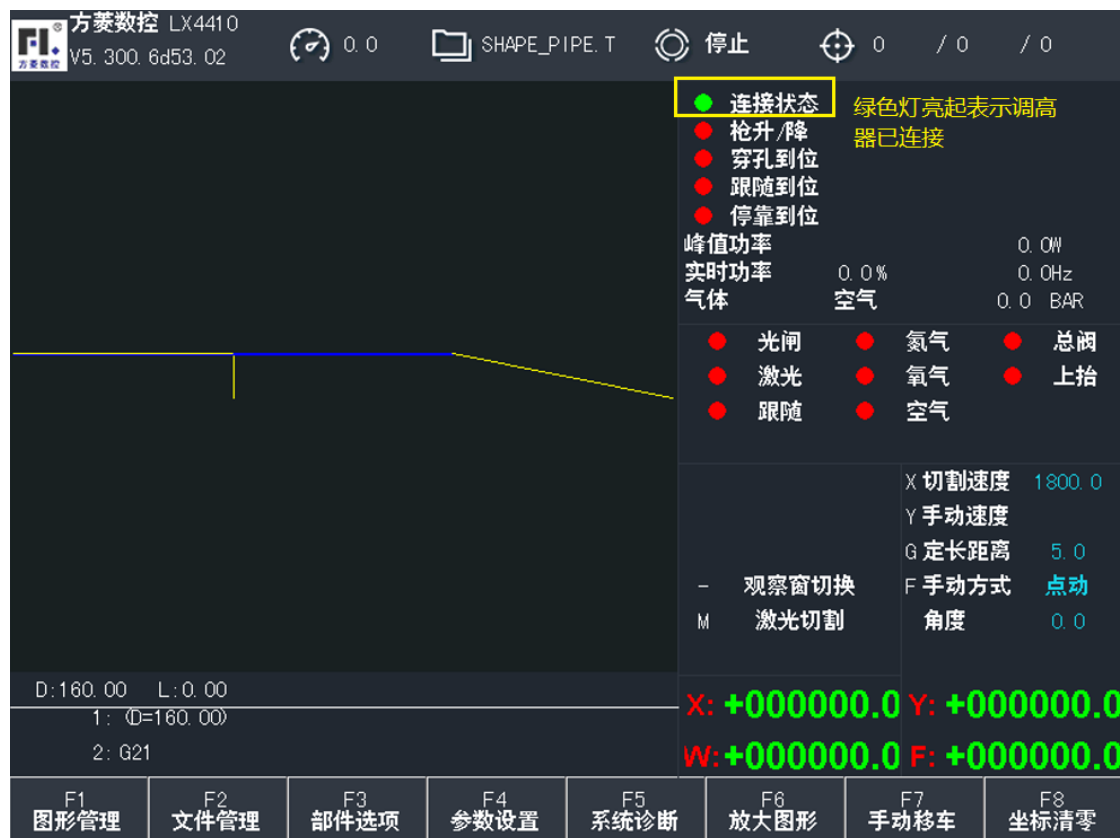 方菱数控 LX4410
V5.300.6d53.02
方菱数控
0.0
SHAPE_PIPE.T
停止
0 /0 /0
连接状态
绿色灯亮起表示调高
器已连接
枪升/降
穿孔到位
跟随到位
停靠到位
峰值功率 0.0W
实时功率 0.0% 0.0Hz
气体 空气 0.0 BAR
光闸 氮气 总阀
激光 氧气 上抬
跟随 空气
X 切割速度 1800.0
Y 手动速度
G 定长距离 5.0
- 观察窗切换 F 手动方式 点动
M 激光切割 角度 0.0
D:160.00 L:0.00
1: (D=160.00)
2: G21
X: +000000.0 Y: +000000.0
W: +000000.0 F: +000000.0
F1 F2 F3 F4 F5 F6 F7 F8
图形管理 文件管理 部件选项 参数设置 系统诊断 放大图形 手动移车 坐标清零